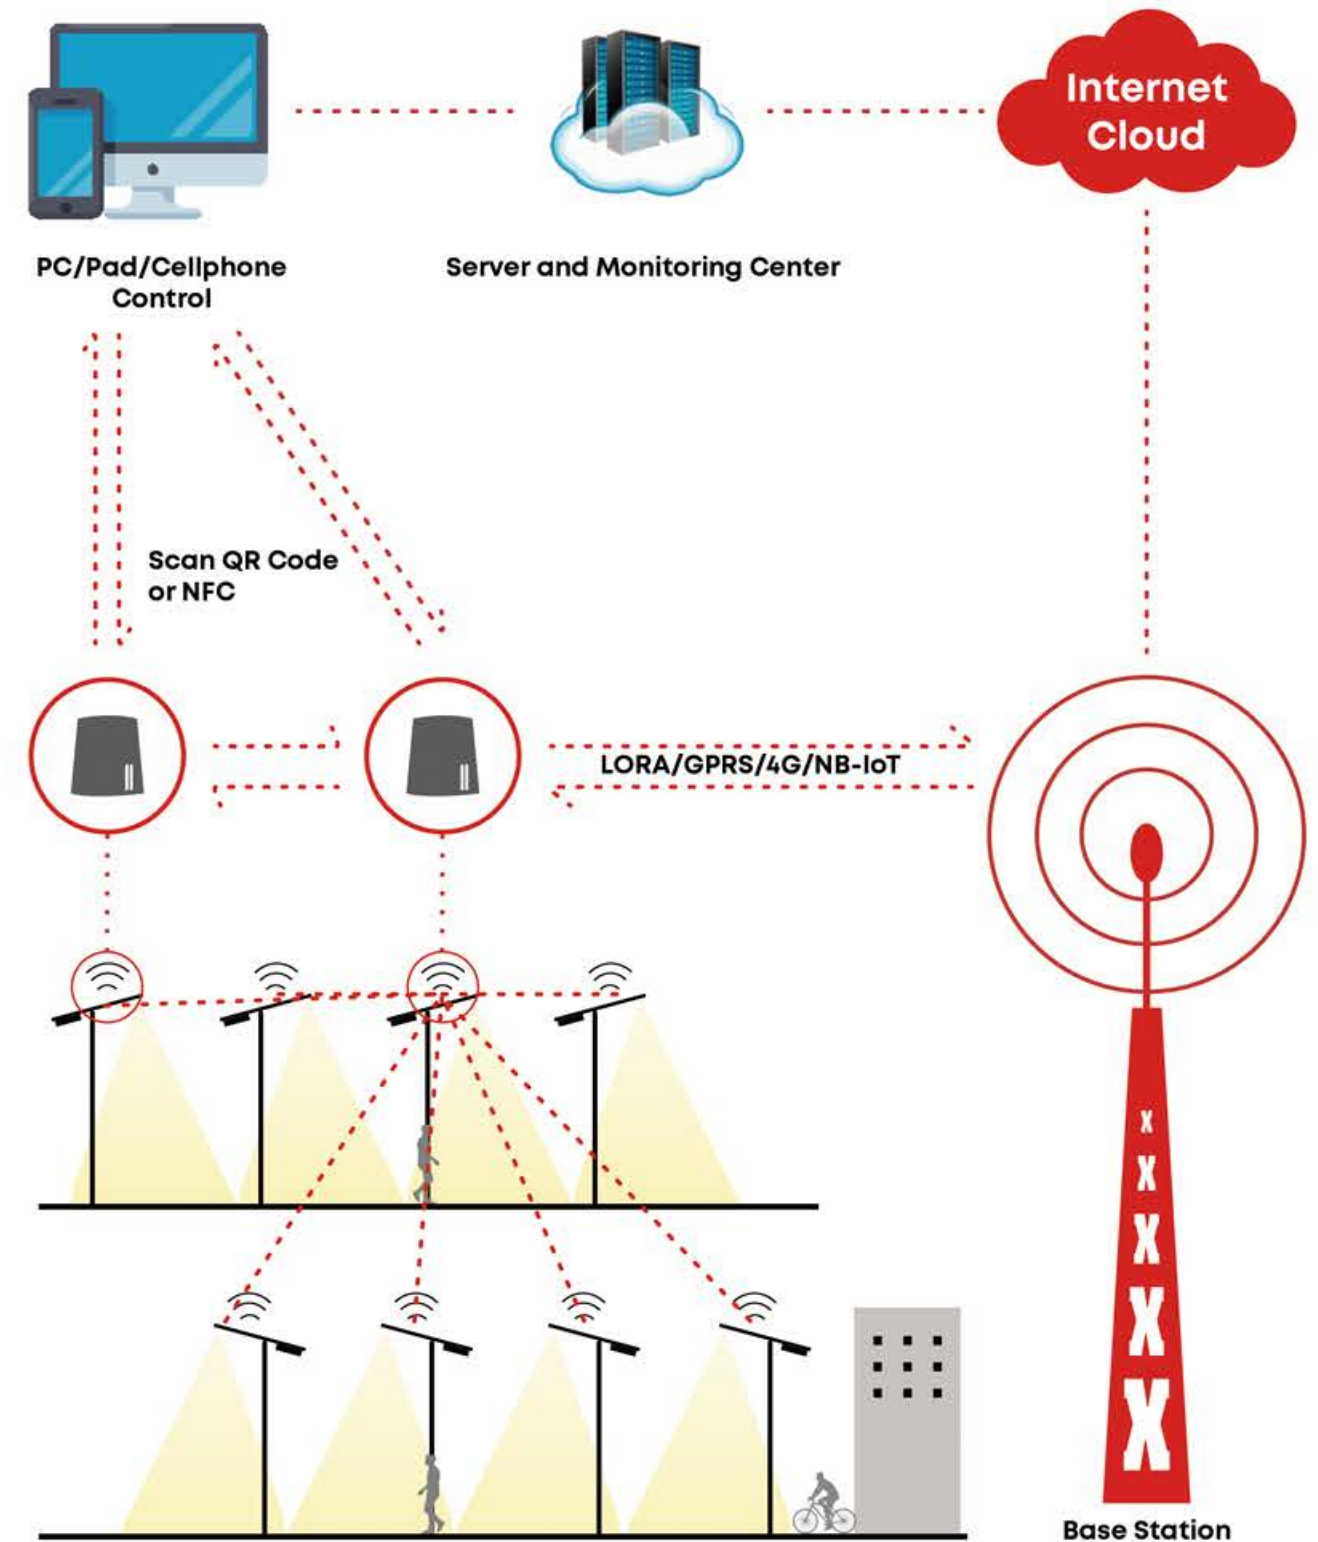 Internet
Cloud
PC/Pad/Cellphone
Control
Server and Monitoring Center
Scan QR Code
or NFC
LORA/GPRS/4G/NB-IoT
X
X
X
X
X
Base Station